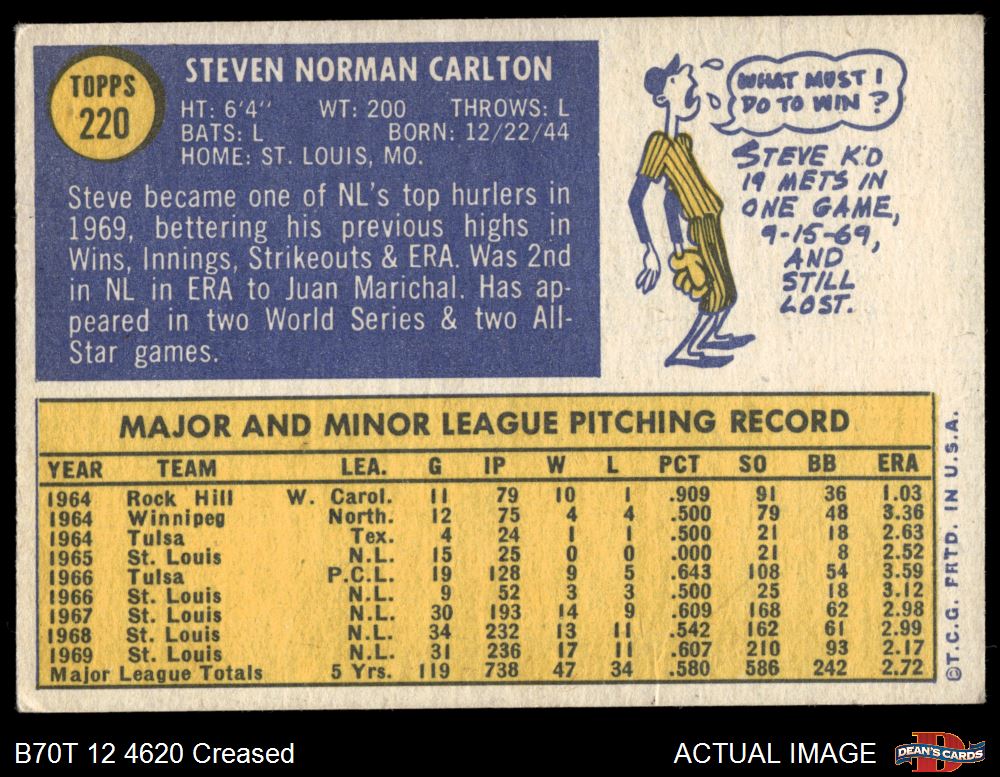 TOPPS
220
STEVEN NORMAN CARLTON
HT: 6'4" WT: 200 THROWS: L
BATS: L BORN: 12/22/44
HOME: ST. LOUIS, MO.
Steve became one of NL's top hurlers in
1969, bettering his previous highs in
Wins, Innings, Strikeouts & ERA. Was 2nd
in NL in ERA to Juan Marichal. Has ap-
peared in two World Series & two All-
Star games.
WHAT MUST I
DO TO WIN ?
STEVE K'D
19 METS IN
ONE GAME,
9-15-69,
AND
STILL
LOST.
MAJOR AND MINOR LEAGUE PITCHING RECORD
YEAR TEAM LEA. G IP W L PCT SO BB ERA
1964 Rock Hill W. Carol. 11 79 10 1 .909 91 36 1.03
1964 Winnipeg North. 12 75 4 4 .500 79 48 3.36
1964 Tulsa Tex. 4 24 1 1 .500 21 18 2.63
1965 St. Louis N.L. 15 25 0 0 .000 21 8 2.52
1966 Tulsa P.C.L. 19 128 9 5 .643 108 54 3.59
1966 St. Louis N.L. 9 52 3 3 .500 25 18 3.12
1967 St. Louis N.L. 30 193 14 9 .609 168 62 2.98
1968 St. Louis N.L. 34 232 13 11 .542 162 61 2.99
1969 St. Louis N.L. 31 236 17 11 .607 210 93 2.17
Major League Totals 5 Yrs. 119 738 47 34 .580 586 242 2.72
©T.C.G. PRTD. IN U.S.A.
B70T 12 4620 Creased
ACTUAL IMAGE
DEAN'S CARDS